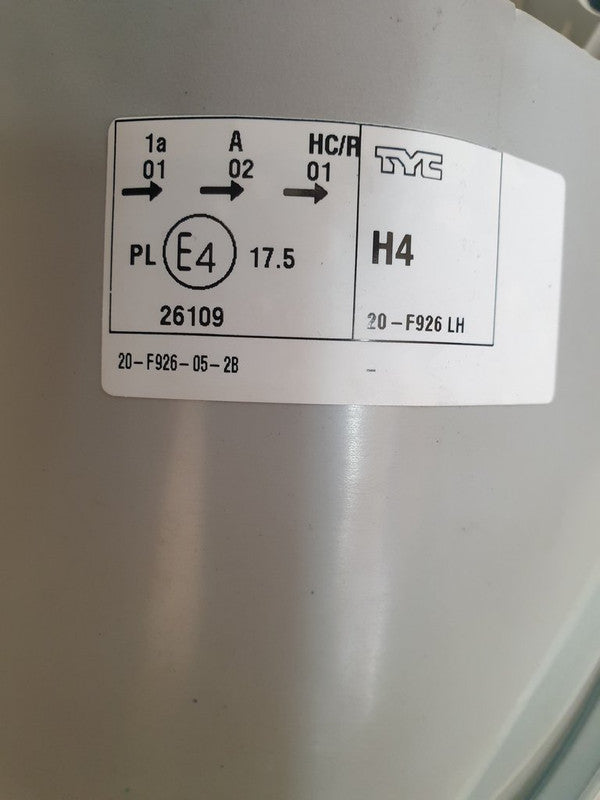 1a A HC/R TYC
01 02 01
PL E4 17.5 H4
26109 20-F926 LH
20-F926-05-2B